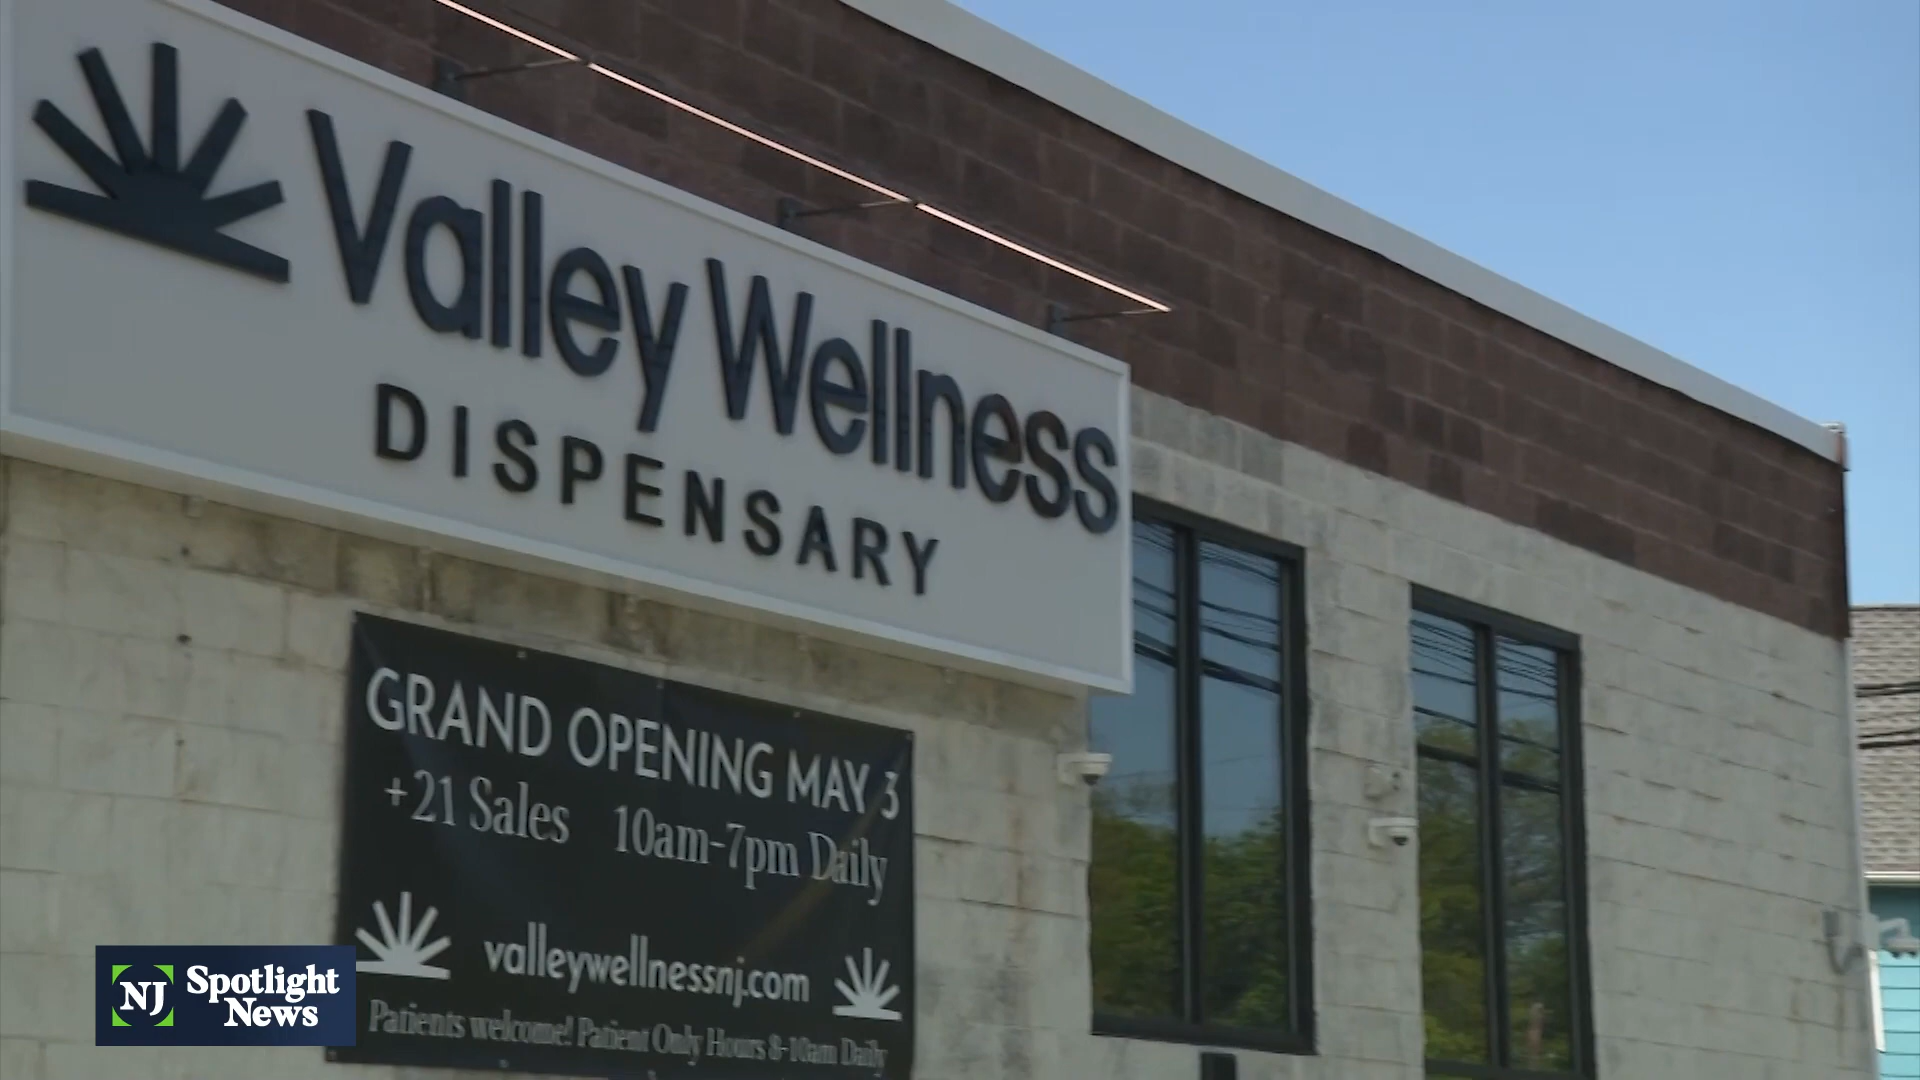 Valley Wellness
DISPENSARY
GRAND OPENING MAY 3
+21 Sales 10am-7pm Daily
valleywellnessnj.com
Patients welcome! Patient Only Hours 8-10am Daily
NJ Spotlight
News